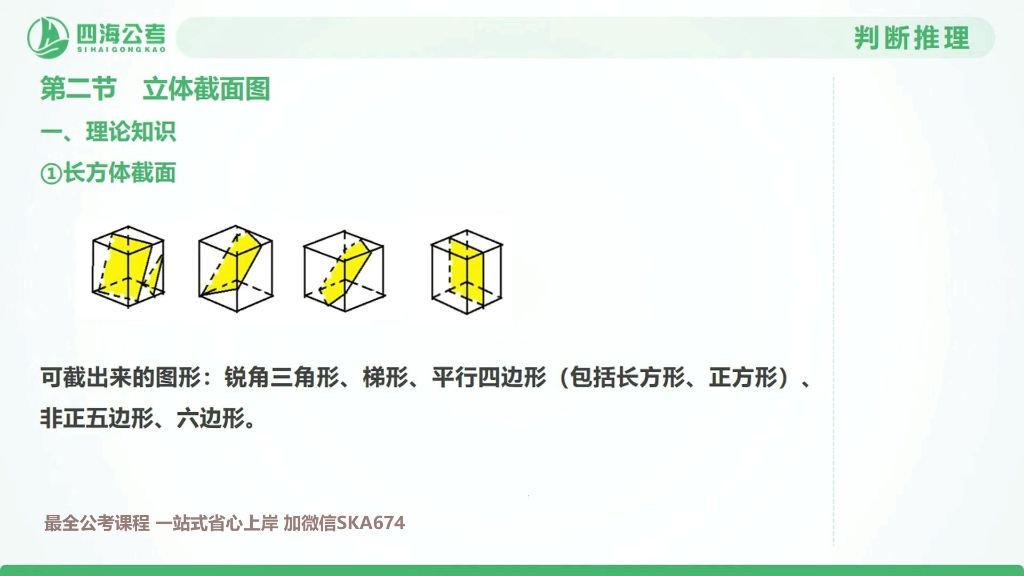 四海公考
SIHAIGONGKAO
判断推理
第二节 立体截面图
一、理论知识
①长方体截面
可截出来的图形：锐角三角形、梯形、平行四边形（包括长方形、正方形）、
非正五边形、六边形。
最全公考课程 一站式省心上岸 加微信SKA674